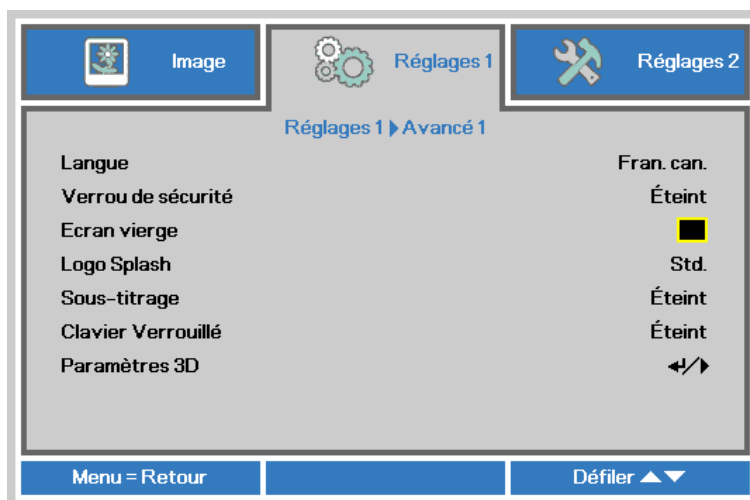 Image
Réglages 1
Réglages 2
Réglages 1 Avancé 1
Langue Fran. can.
Verrou de sécurité Éteint
Ecran vierge
Logo Splash Std.
Sous-titrage Éteint
Clavier Verrouillé Éteint
Paramètres 3D
Menu = Retour
Défiler